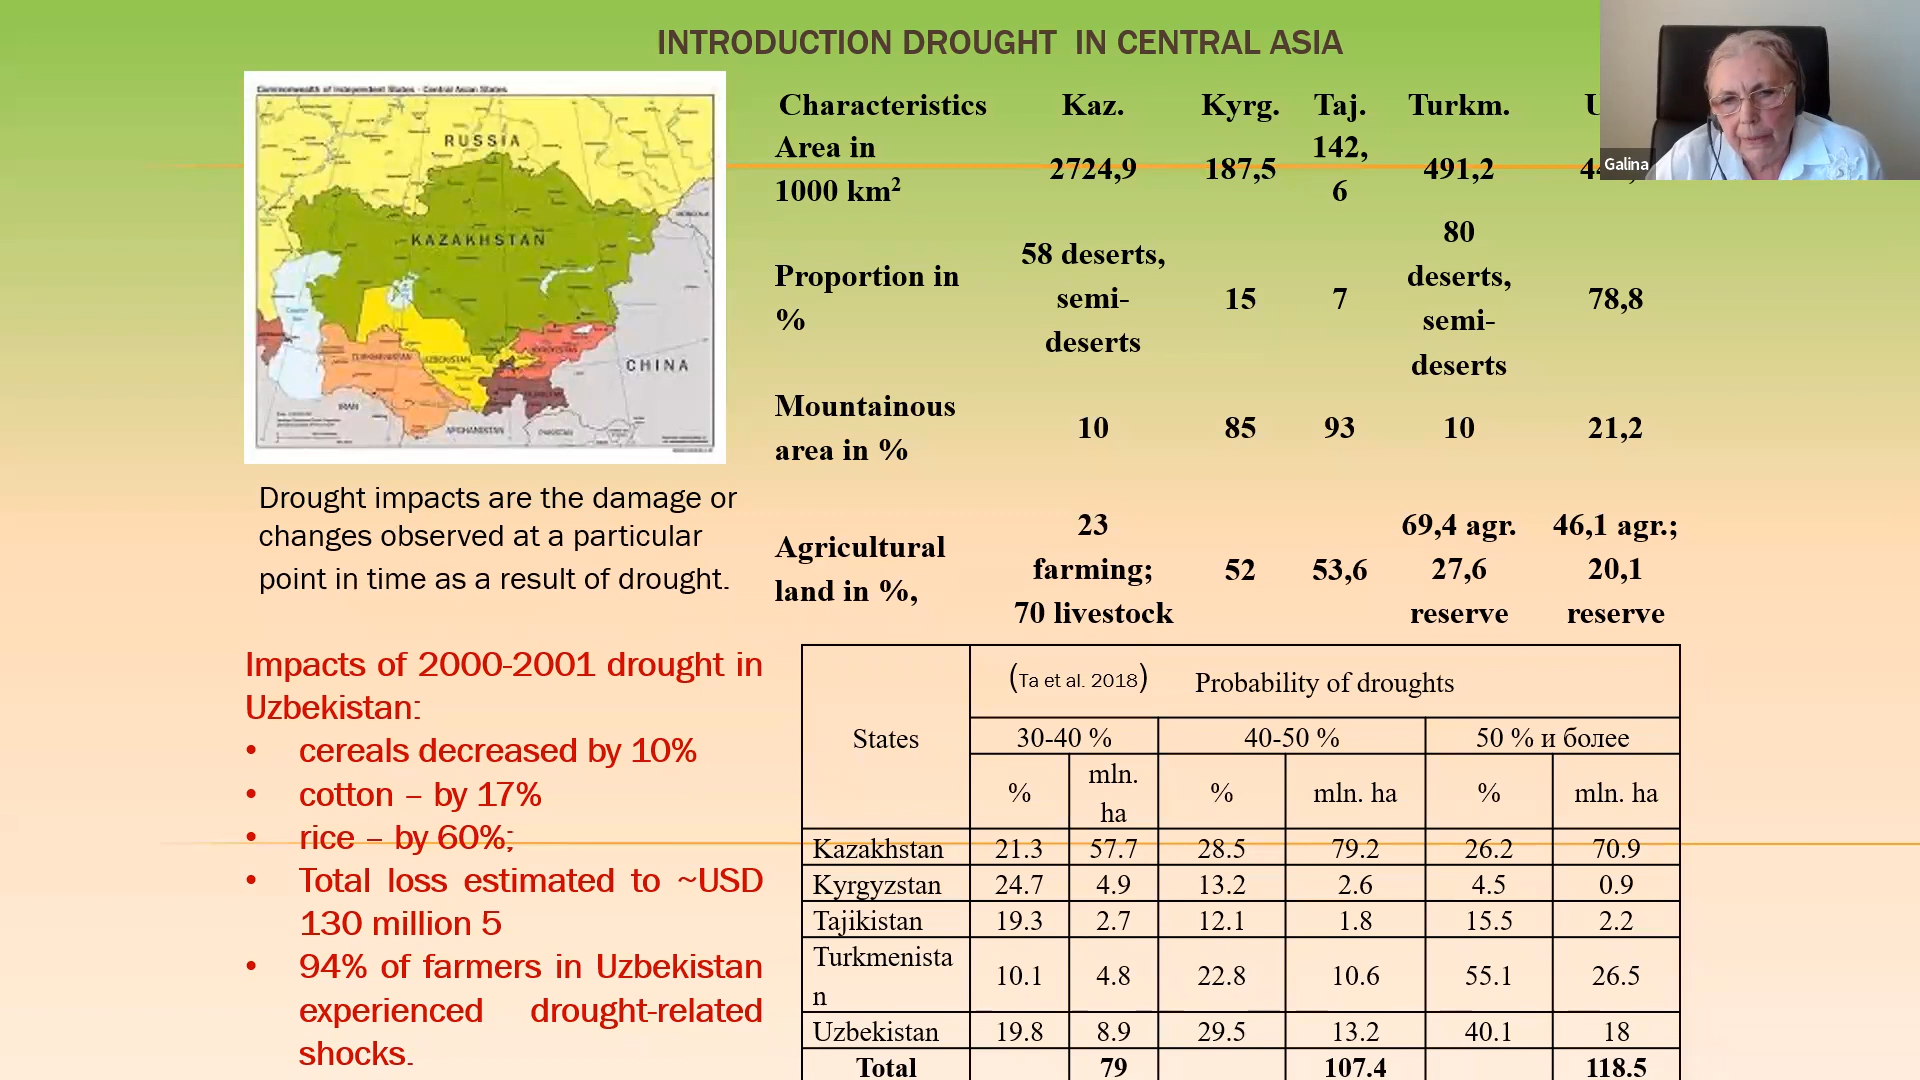 INTRODUCTION DROUGHT IN CENTRAL ASIA
Commonwealth of Independent States - Central Asian States
RUSSIA
KAZAKHSTAN
UZBEKISTAN
CHINA
IRAN
AFGHANISTAN
Galina
Characteristics Kaz. Kyrg. Taj. Turkm.
Area in 1000 km² 2724,9 187,5 142,6 491,2
Proportion in % 58 deserts, semi-deserts 15 7 80 deserts, semi-deserts 78,8
Mountainous area in % 10 85 93 10 21,2
Agricultural land in %, 23 farming; 70 livestock 52 53,6 69,4 agr. 27,6 reserve 46,1 agr.; 20,1 reserve
Drought impacts are the damage or
changes observed at a particular
point in time as a result of drought.
Impacts of 2000-2001 drought in
Uzbekistan:
• cereals decreased by 10%
• cotton – by 17%
• rice – by 60%;
• Total loss estimated to ~USD
130 million 5
• 94% of farmers in Uzbekistan
experienced drought-related
shocks.
States (Ta et al. 2018) Probability of droughts
30-40 % 40-50 % 50 % и более
% mln. ha % mln. ha % mln. ha
Kazakhstan 21.3 57.7 28.5 79.2 26.2 70.9
Kyrgyzstan 24.7 4.9 13.2 2.6 4.5 0.9
Tajikistan 19.3 2.7 12.1 1.8 15.5 2.2
Turkmenistan 10.1 4.8 22.8 10.6 55.1 26.5
Uzbekistan 19.8 8.9 29.5 13.2 40.1 18
Total 79 107.4 118.5